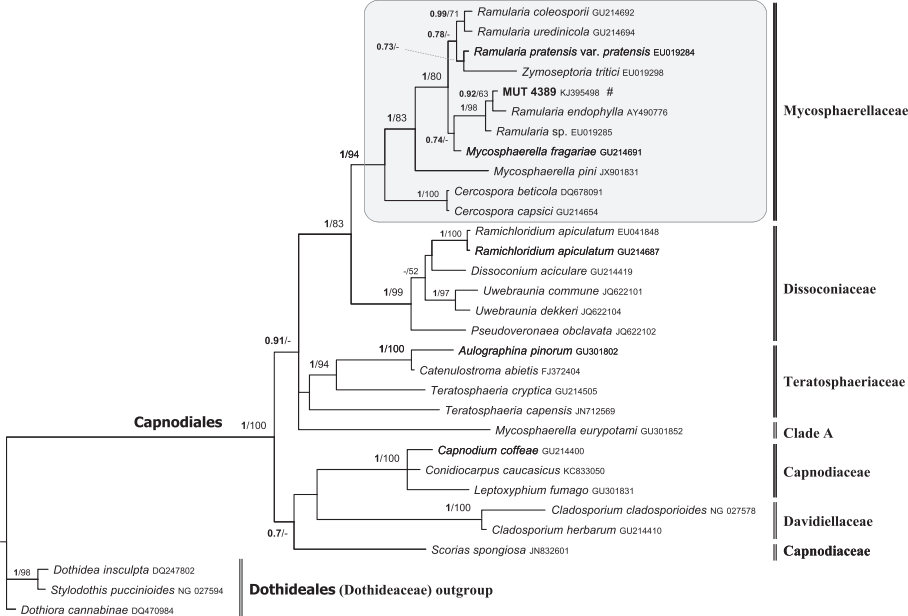 0.99/71
Ramularia coleosporii GU214692
0.78/-
Ramularia uredinicola GU214694
0.73/-
Ramularia pratensis var. pratensis EU019284
Zymoseptoria tritici EU019298
1/80
0.92/63
MUT 4389 KJ395498 #
1/98
Ramularia endophylla AY490776
Mycosphaerellaceae
1/83
Ramularia sp. EU019285
0.74/-
Mycosphaerella fragariae GU214691
1/94
Mycosphaerella pini JX901831
1/100
Cercospora beticola DQ678091
Cercospora capsici GU214654
1/83
1/100
Ramichloridium apiculatum EU041848
Ramichloridium apiculatum GU214687
-/52
Dissoconium aciculare GU214419
Dissoconiaceae
1/99
1/97
Uwebraunia commune JQ622101
Uwebraunia dekkeri JQ622104
Pseudoveronaea obclavata JQ622102
0.91/-
1/100
Aulographina pinorum GU301802
1/94
Catenulostroma abietis FJ372404
Teratosphaeriaceae
Teratosphaeria cryptica GU214505
Teratosphaeria capensis JN712569
Capnodiales
1/100
Mycosphaerella eurypotami GU301852
Clade A
Capnodium coffeae GU214400
1/100
Conidiocarpus caucasicus KC833050
Capnodiaceae
Leptoxyphium fumago GU301831
1/100
Cladosporium cladosporioides NG 027578
Davidiellaceae
Cladosporium herbarum GU214410
0.7/-
Scorias spongiosa JN832601
Capnodiaceae
1/98
Dothidea insculpta DQ247802
Stylodothis puccinioides NG 027594
Dothideales (Dothideaceae) outgroup
Dothiora cannabinae DQ470984